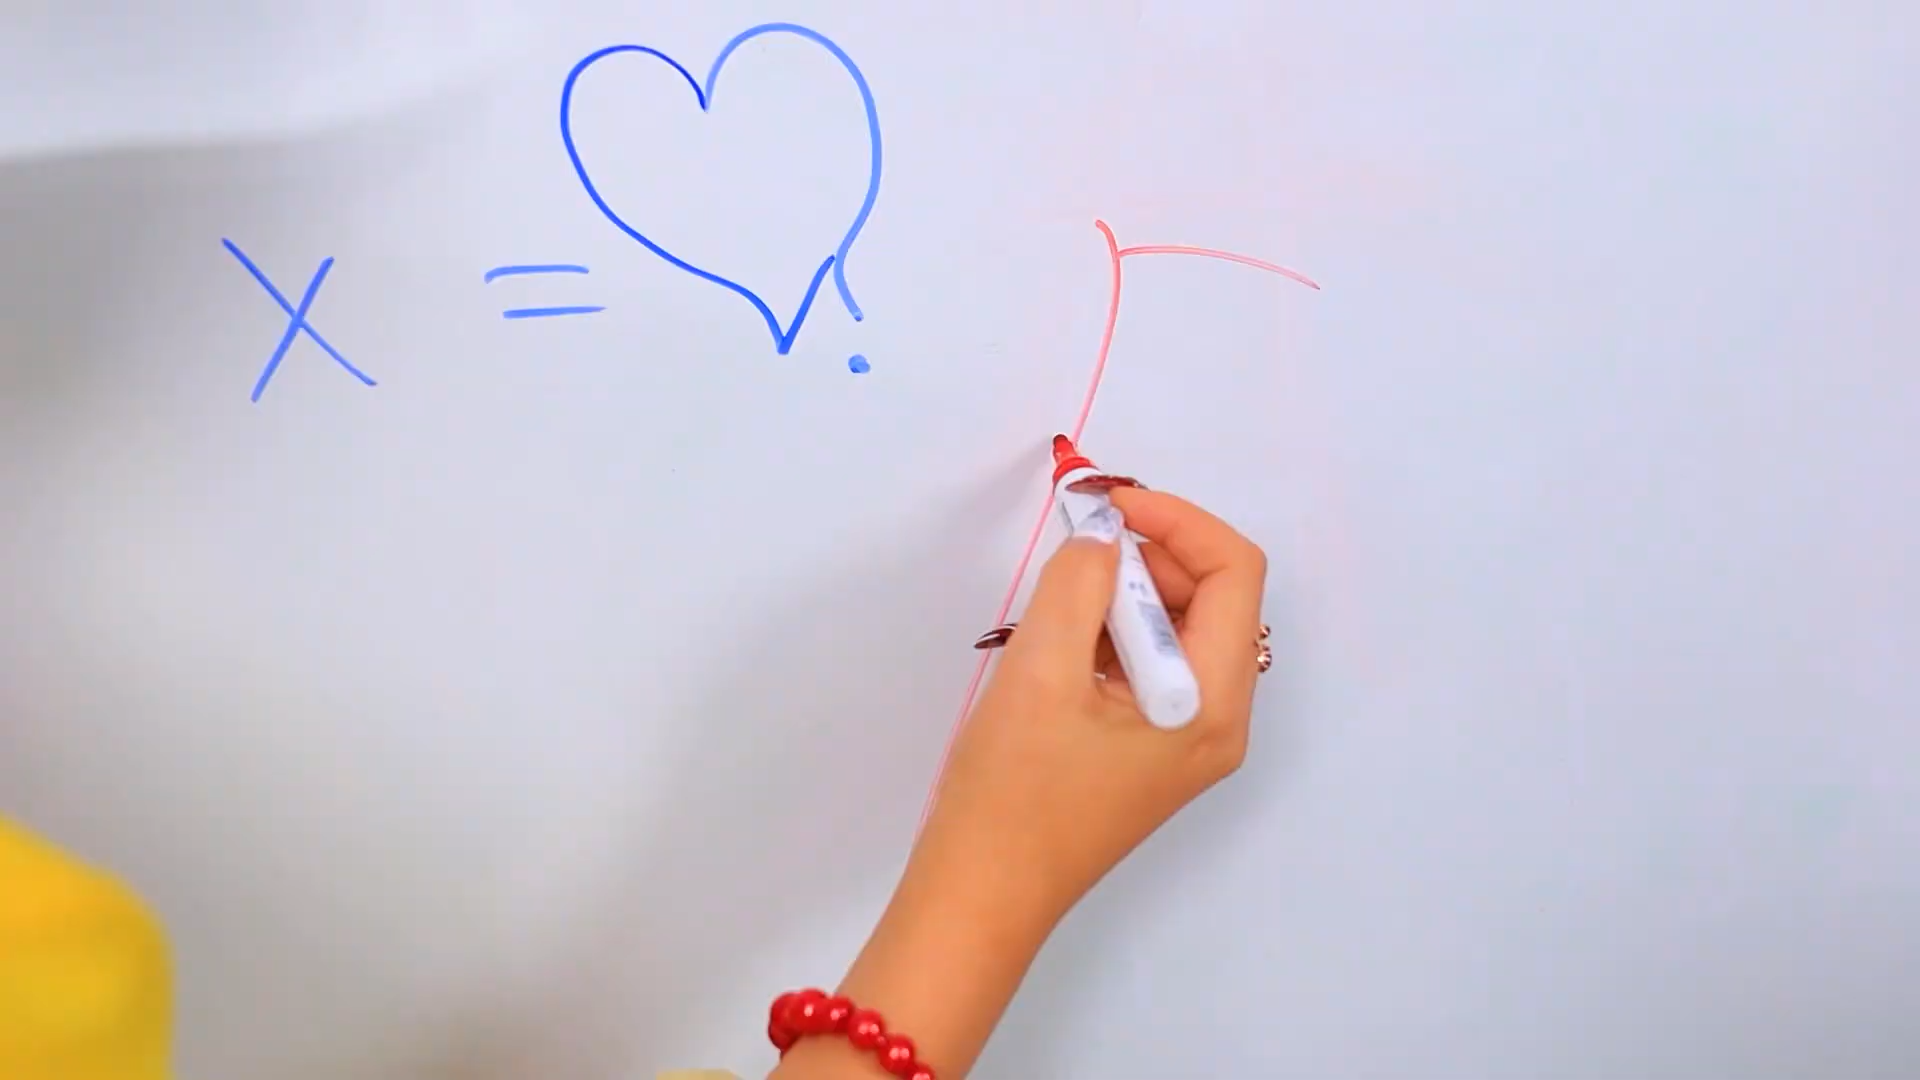 x = ?